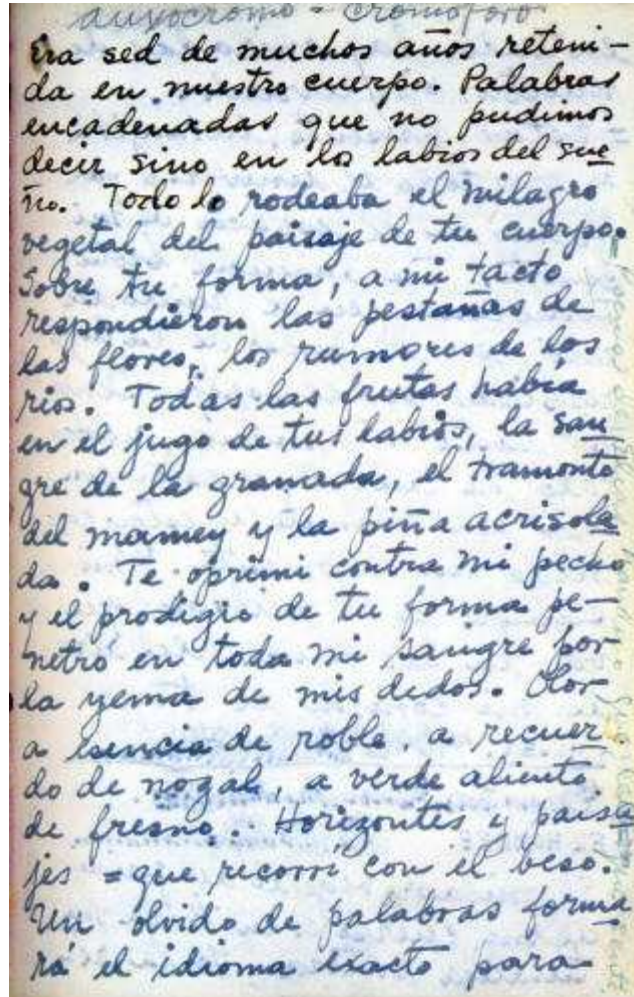 auxocromo = cromoforo
Era sed de muchos años reteni-
da en nuestro cuerpo. Palabras
encadenadas que no pudimos
decir sino en los labios del sue
ño. Todo lo rodeaba el milagro
vegetal del paisaje de tu cuerpo.
Sobre tu forma, a mi tacto
respondieron las pestañas de
las flores, los rumores de los
rios. Todas las frutas había
en el jugo de tus labios, la san
gre de la granada, el tramonto
del mamey y la piña acrisola
da. Te oprimi contra mi pecho
y el prodigio de tu forma pe-
netró en toda mi sangre por
la yema de mis dedos. Olor
a esencia de roble, a recuer
do de nogal, a verde aliento
de fresno. Horizontes y paisa
jes = que recorrí con el beso.
Un olvido de palabras forma
rá el idioma exacto para